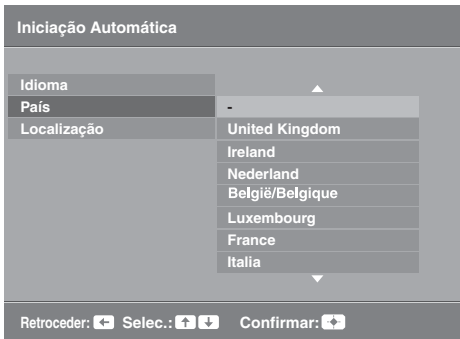 Iniciação Automática
Idioma
País
Localização
-
United Kingdom
Ireland
Nederland
België/Belgique
Luxembourg
France
Italia
Retroceder: Selec.: Confirmar: